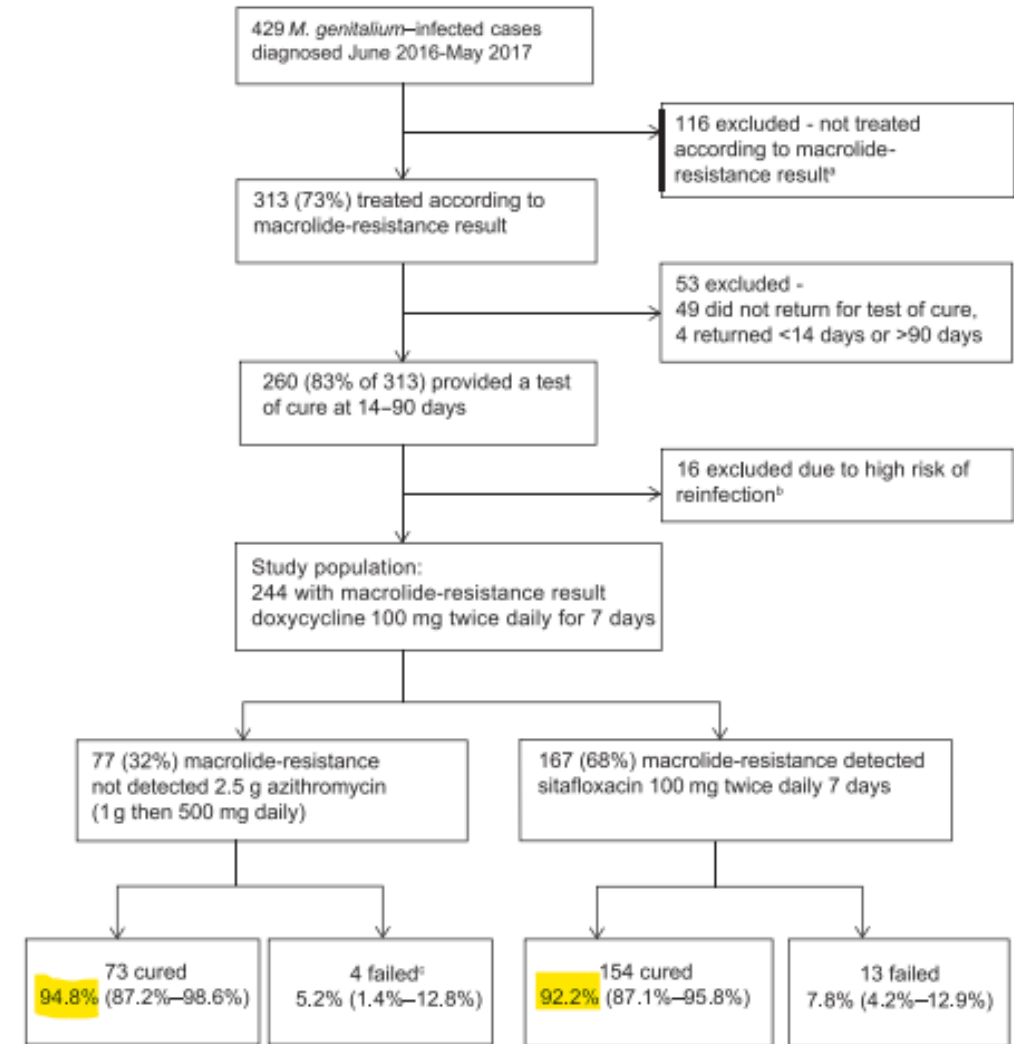 429 M. genitalium–infected cases
diagnosed June 2016-May 2017
116 excluded - not treated
according to macrolide-
resistance resultᵃ
313 (73%) treated according to
macrolide-resistance result
53 excluded -
49 did not return for test of cure,
4 returned <14 days or >90 days
260 (83% of 313) provided a test
of cure at 14–90 days
16 excluded due to high risk of
reinfectionᵇ
Study population:
244 with macrolide-resistance result
doxycycline 100 mg twice daily for 7 days
77 (32%) macrolide-resistance
not detected 2.5 g azithromycin
(1 g then 500 mg daily)
167 (68%) macrolide-resistance detected
sitafloxacin 100 mg twice daily 7 days
73 cured
94.8% (87.2%–98.6%)
4 failedᶜ
5.2% (1.4%–12.8%)
154 cured
92.2% (87.1%–95.8%)
13 failed
7.8% (4.2%–12.9%)